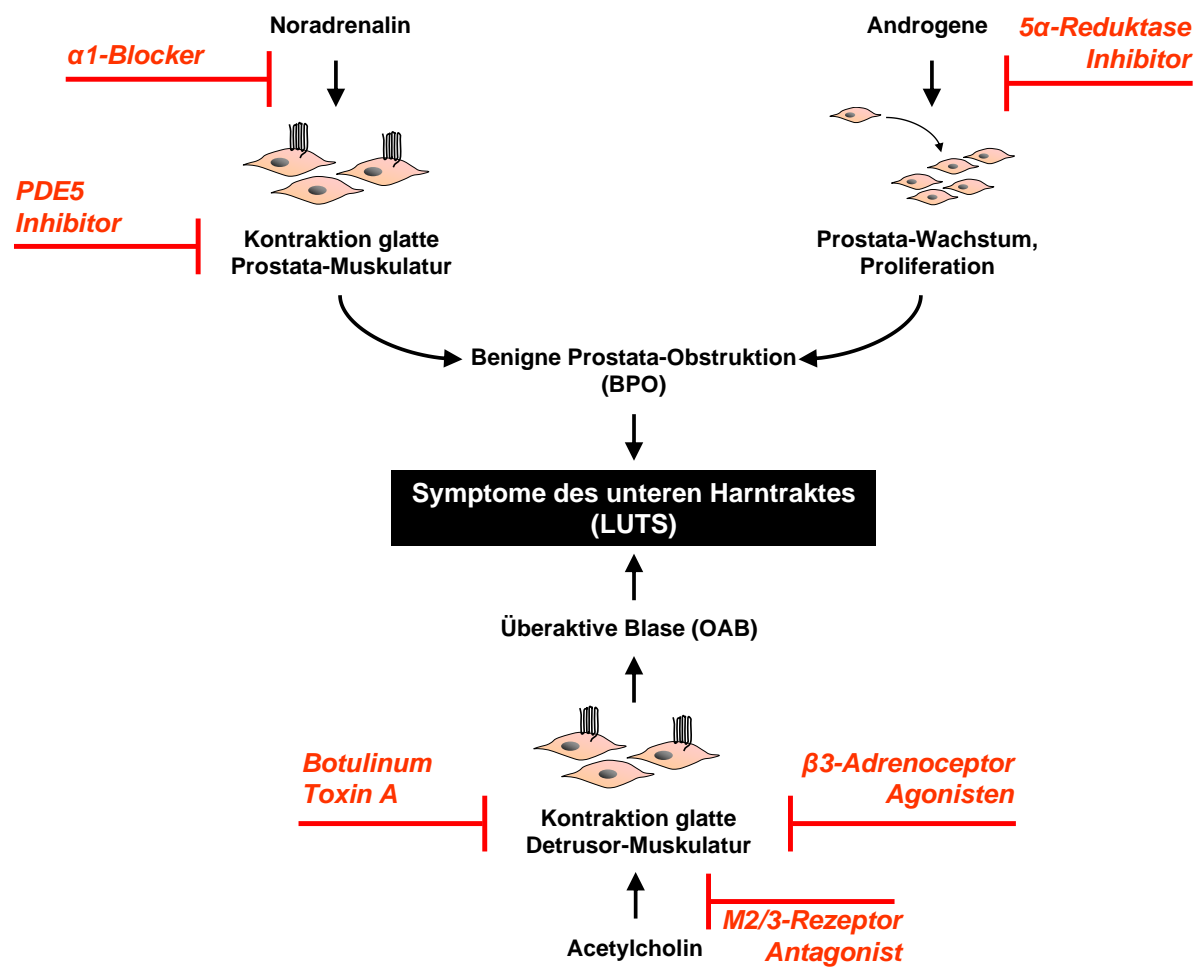 Noradrenalin
Androgene
α1-Blocker
5α-Reduktase
Inhibitor
PDE5
Inhibitor
Kontraktion glatte
Prostata-Muskulatur
Prostata-Wachstum,
Proliferation
Benigne Prostata-Obstruktion
(BPO)
Symptome des unteren Harntraktes
(LUTS)
Überaktive Blase (OAB)
Botulinum
Toxin A
β3-Adrenoceptor
Agonisten
Kontraktion glatte
Detrusor-Muskulatur
M2/3-Rezeptor
Antagonist
Acetylcholin